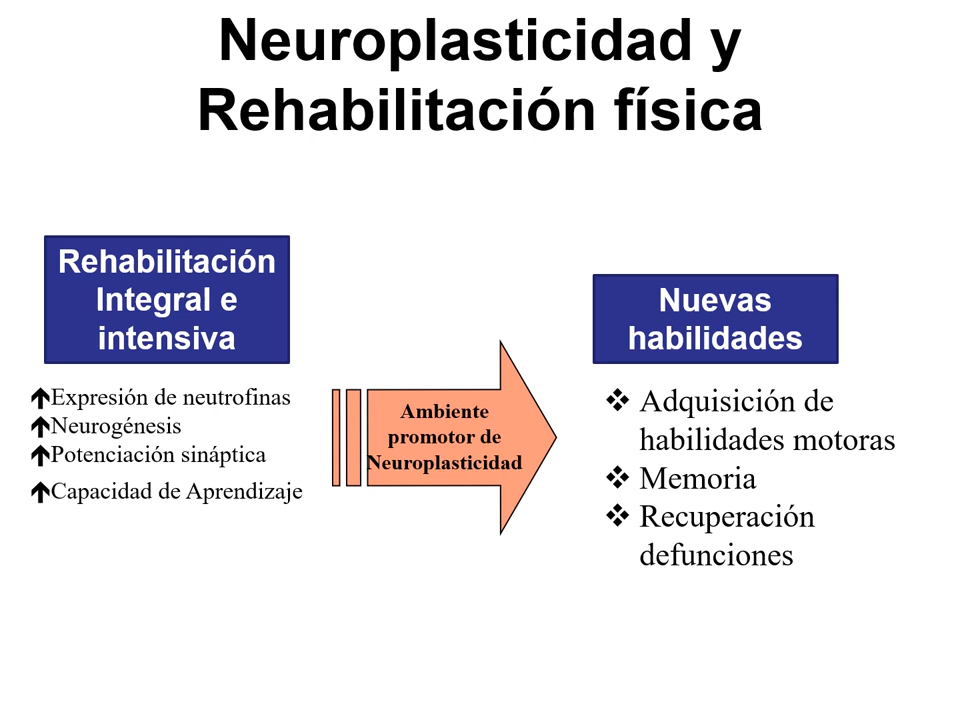 Neuroplasticidad y
Rehabilitación física
Rehabilitación
Integral e
intensiva
Expresión de neutrofinas
Neurogénesis
Potenciación sináptica
Capacidad de Aprendizaje
Ambiente
promotor de
Neuroplasticidad
Nuevas
habilidades
Adquisición de
habilidades motoras
Memoria
Recuperación
defunciones